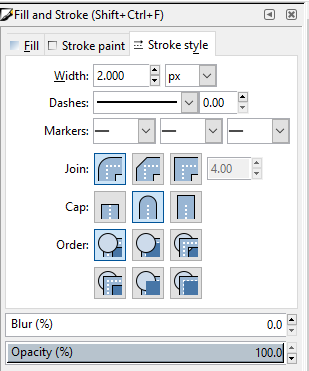 Fill and Stroke (Shift+Ctrl+F)
Fill Stroke paint Stroke style
Width: 2.000 px
Dashes: 0.00
Markers:
Join: 4.00
Cap:
Order:
Blur (%) 0.0
Opacity (%) 100.0